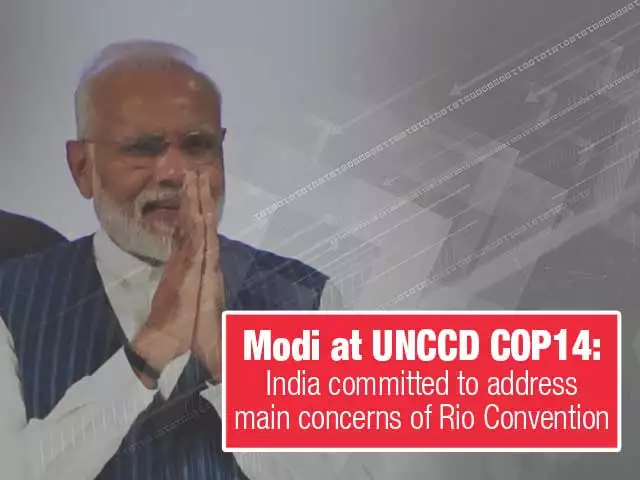 Modi at UNCCD COP14:
India committed to address
main concerns of Rio Convention